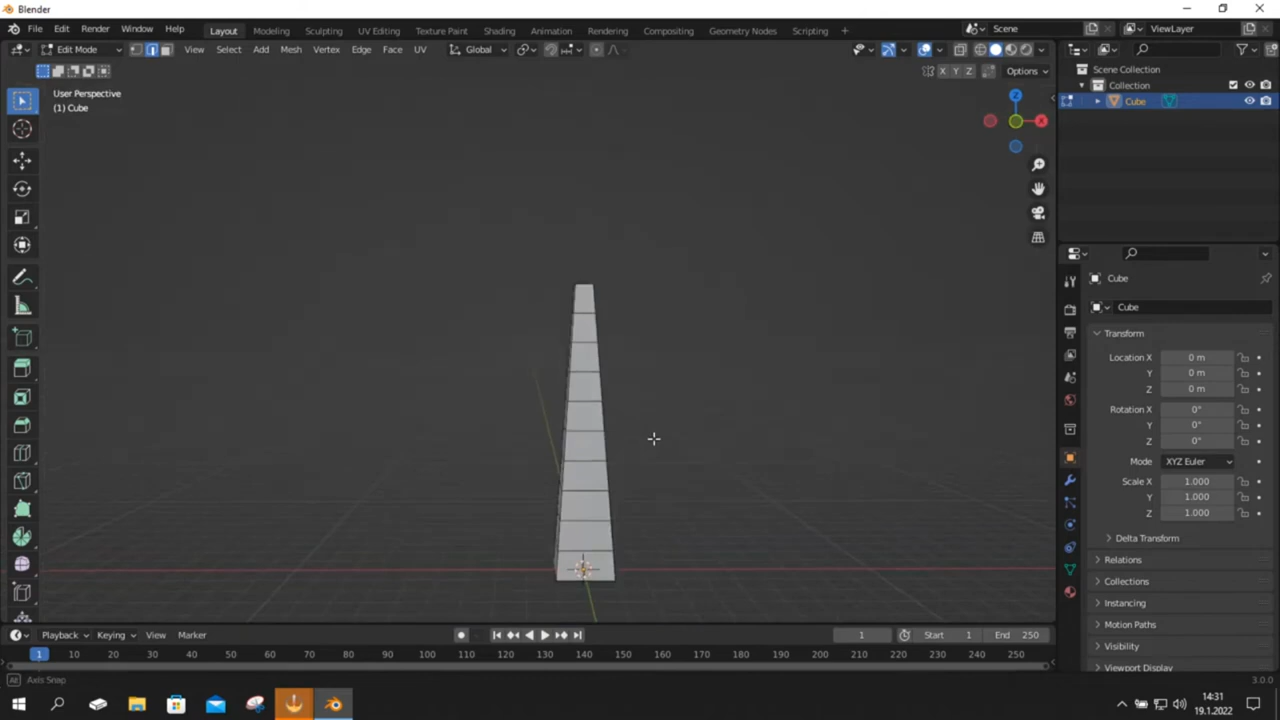 Blender
File Edit Render Window Help Layout Modeling Sculpting UV Editing Texture Paint Shading Animation Rendering Compositing Geometry Nodes Scripting + Scene ViewLayer
Edit Mode View Select Add Mesh Vertex Edge Face UV Global
X Y Z Options
User Perspective
(1) Cube
Z
X
Scene Collection
Collection
Cube
Cube
Cube
Transform
Location X 0 m
Y 0 m
Z 0 m
Rotation X 0°
Y 0°
Z 0°
Mode XYZ Euler
Scale X 1.000
Y 1.000
Z 1.000
Delta Transform
Relations
Collections
Instancing
Motion Paths
Visibility
Viewport Display
Playback Keying View Marker 1 Start 1 End 250
1 10 20 30 40 50 60 70 80 90 100 110 120 130 140 150 160 170 180 190 200 210 220 230 240 250
Alt Axis Snap 3.0.0
14:31
19.1.2022